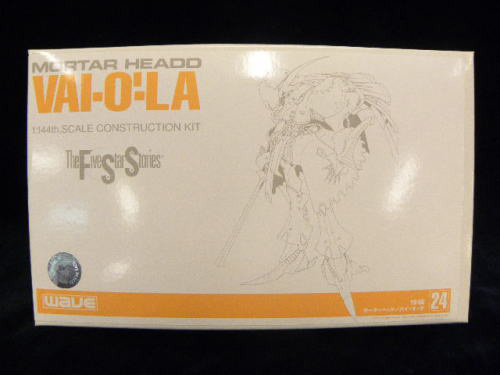 MORTAR HEADD
VAI-O!-LA
1:144th.SCALE CONSTRUCTION KIT
The Five Star Stories
wave
24